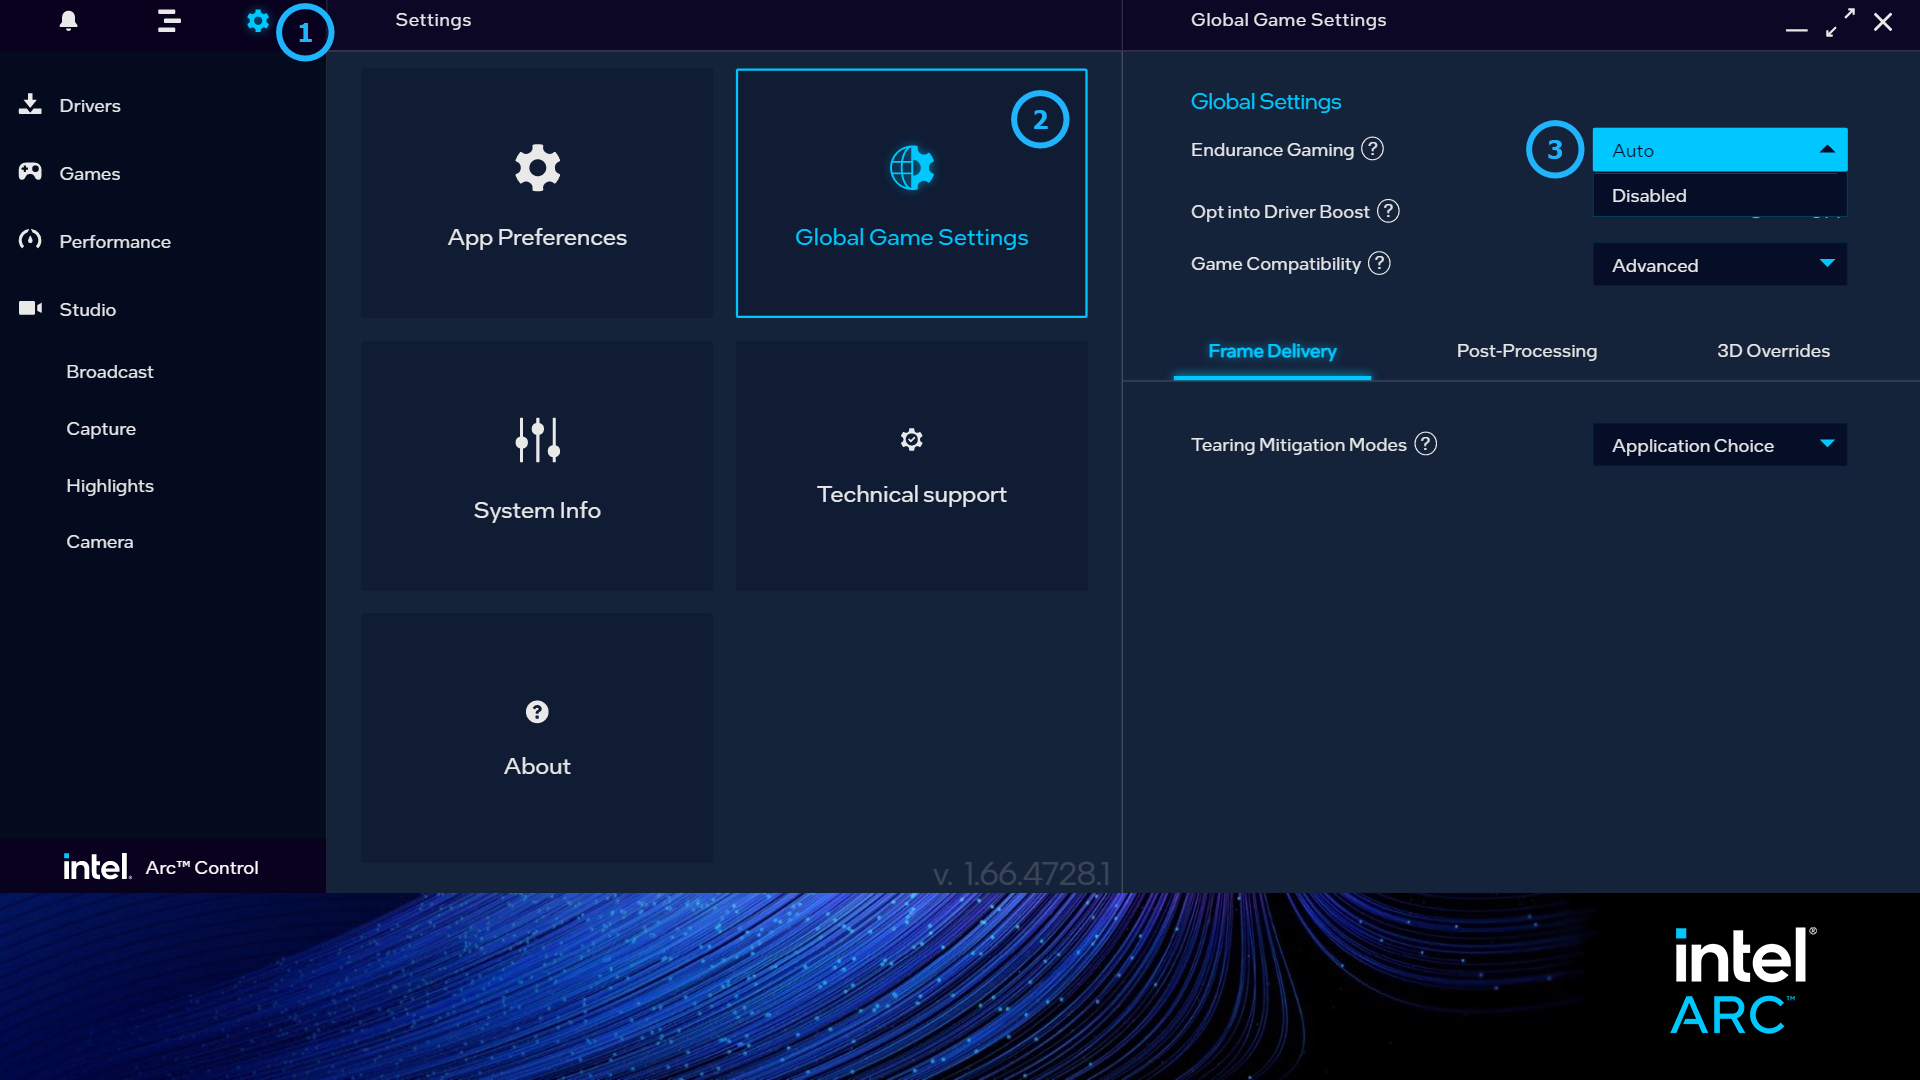 1
Settings
Global Game Settings
Drivers
Games
Performance
Studio
Broadcast
Capture
Highlights
Camera
intel. Arc™ Control
App Preferences
2
Global Game Settings
System Info
Technical support
?
About
v. 1.66.4728.1
Global Settings
Endurance Gaming ?
3
Auto
Disabled
Opt into Driver Boost ?
Game Compatibility ?
Advanced
Frame Delivery
Post-Processing
3D Overrides
Tearing Mitigation Modes ?
Application Choice
intel®
ARC™